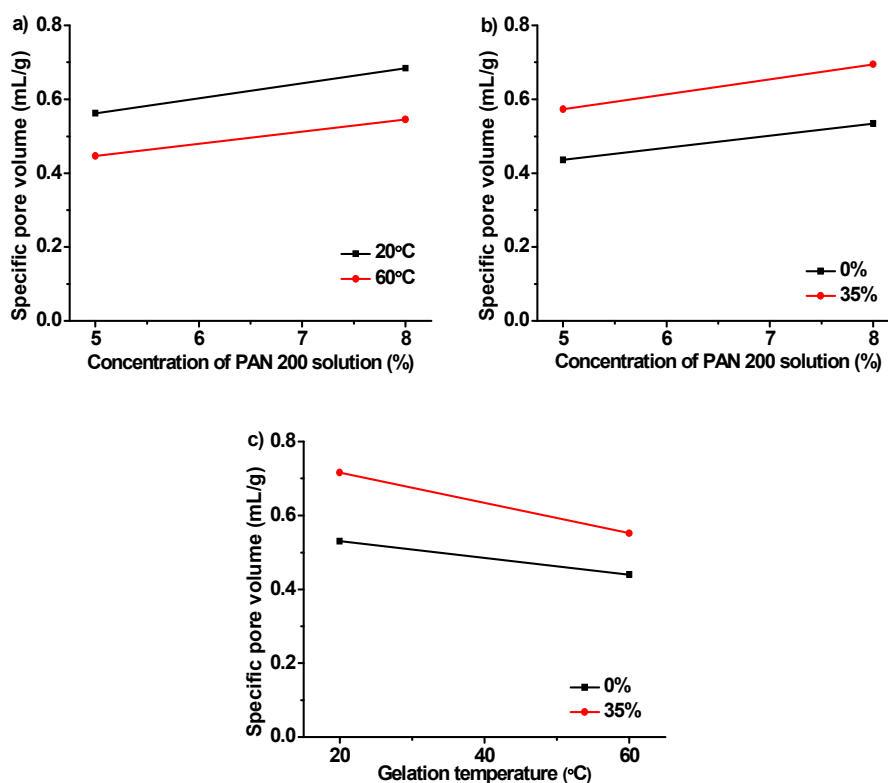 a)
Specific pore volume (mL/g)
0.8
0.6
0.4
0.2
0.0
20°C
60°C
5 6 7 8
Concentration of PAN 200 solution (%)
b)
Specific pore volume (mL/g)
0.8
0.6
0.4
0.2
0.0
0%
35%
5 6 7 8
Concentration of PAN 200 solution (%)
c)
Specific pore volume (mL/g)
0.8
0.6
0.4
0.2
0.0
0%
35%
20 40 60
Gelation temperature (°C)